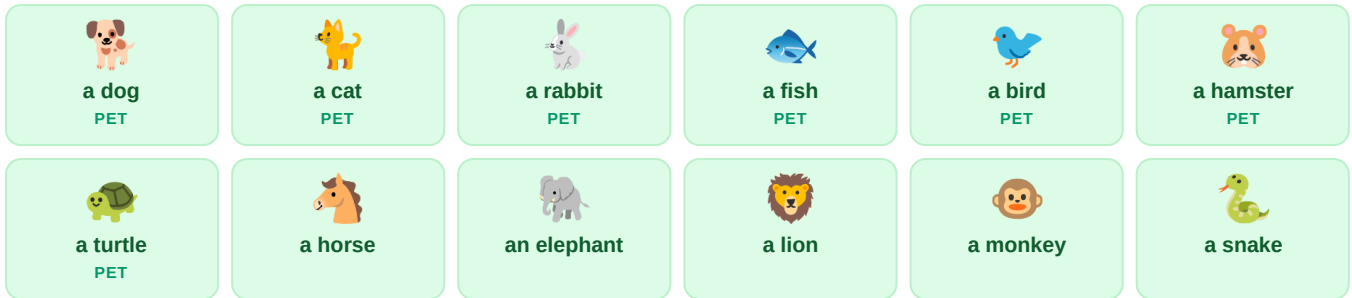 a dog
PET
a cat
PET
a rabbit
PET
a fish
PET
a bird
PET
a hamster
PET
a turtle
PET
a horse
an elephant
a lion
a monkey
a snake